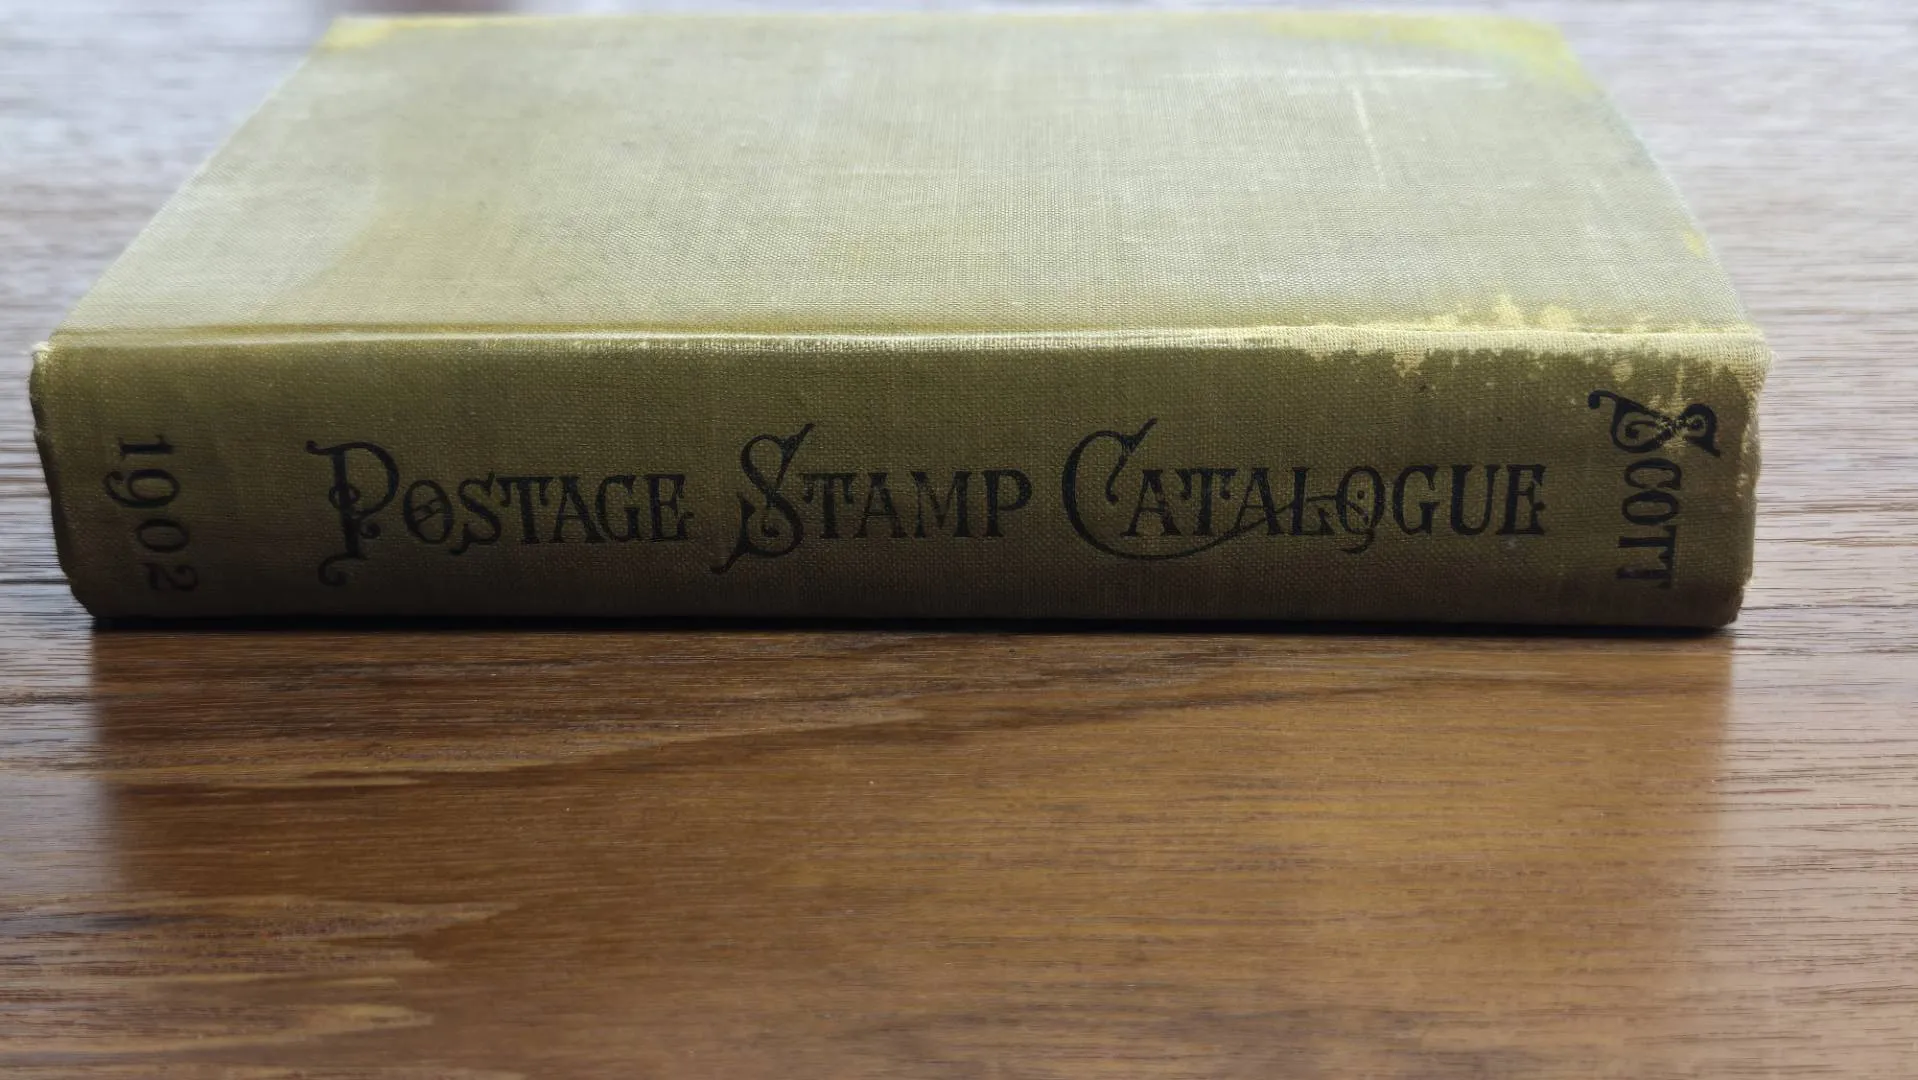 1902
POSTAGE STAMP CATALOGUE
SCOTT